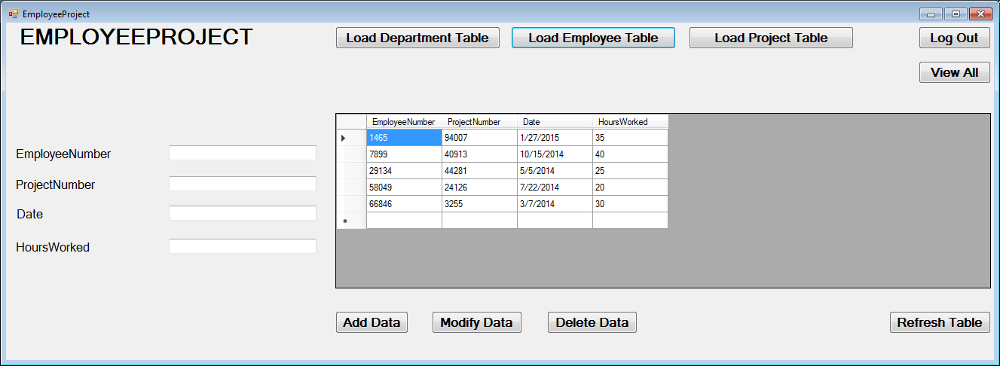 EmployeeProject
EMPLOYEEPROJECT
Load Department Table
Load Employee Table
Load Project Table
Log Out
View All
EmployeeNumber
ProjectNumber
Date
HoursWorked
EmployeeNumber ProjectNumber Date HoursWorked
1465 94007 1/27/2015 35
7899 40913 10/15/2014 40
29134 44281 5/5/2014 25
58049 24126 7/22/2014 20
66846 3255 3/7/2014 30
*
Add Data
Modify Data
Delete Data
Refresh Table